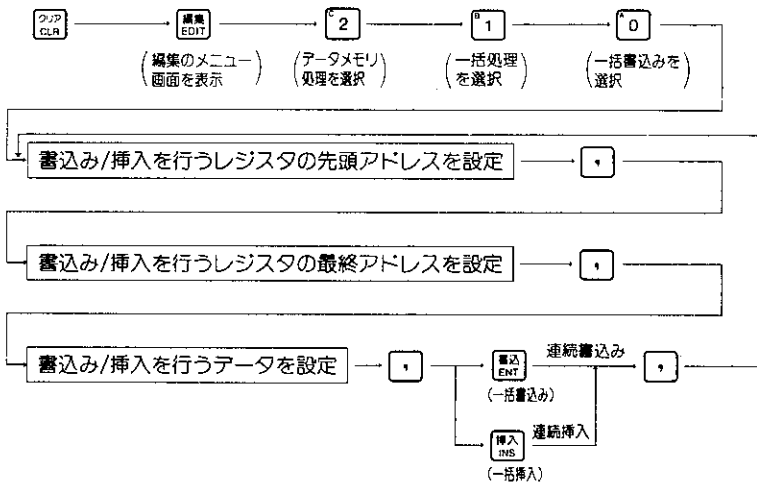 クリア
CLR
編集
EDIT
C
2
B
1
A
0
(編集のメニュー
画面を表示)
(データメモリ
処理を選択)
(一括処理
を選択)
(一括書込みを
選択)
書込み/挿入を行うレジスタの先頭アドレスを設定
,
書込み/挿入を行うレジスタの最終アドレスを設定
,
書込み/挿入を行うデータを設定
,
書込
ENT
連続書込み
,
(一括書込み)
挿入
INS
連続挿入
(一括挿入)